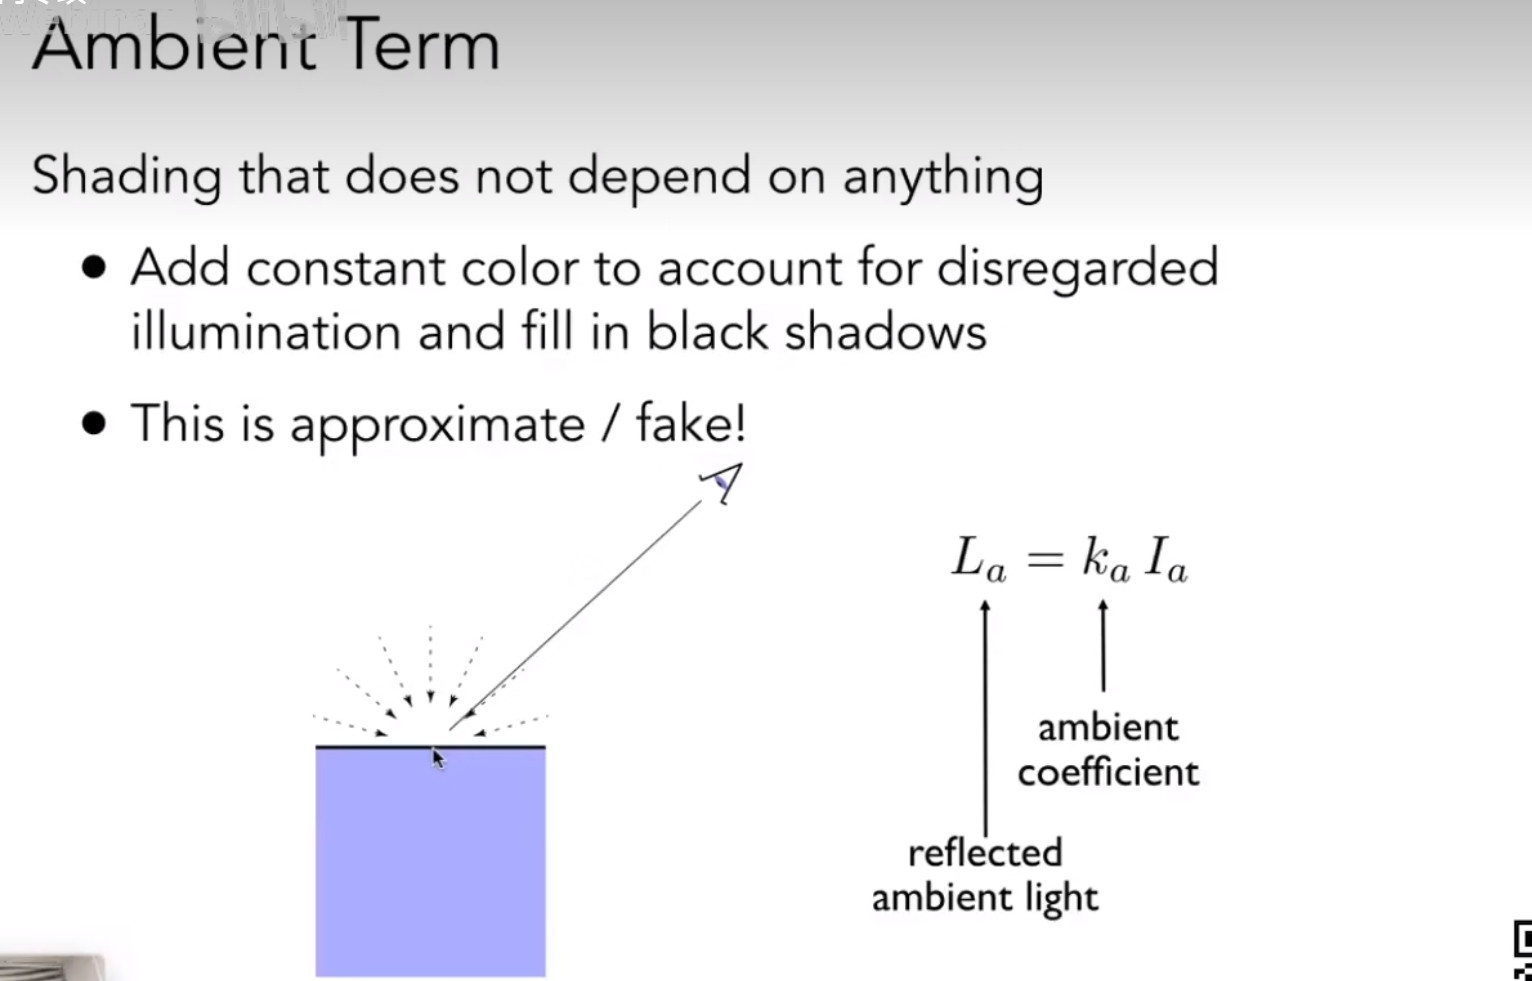 Ambient Term
Shading that does not depend on anything
● Add constant color to account for disregarded
illumination and fill in black shadows
● This is approximate / fake!
L_a = k_a I_a
ambient
coefficient
reflected
ambient light